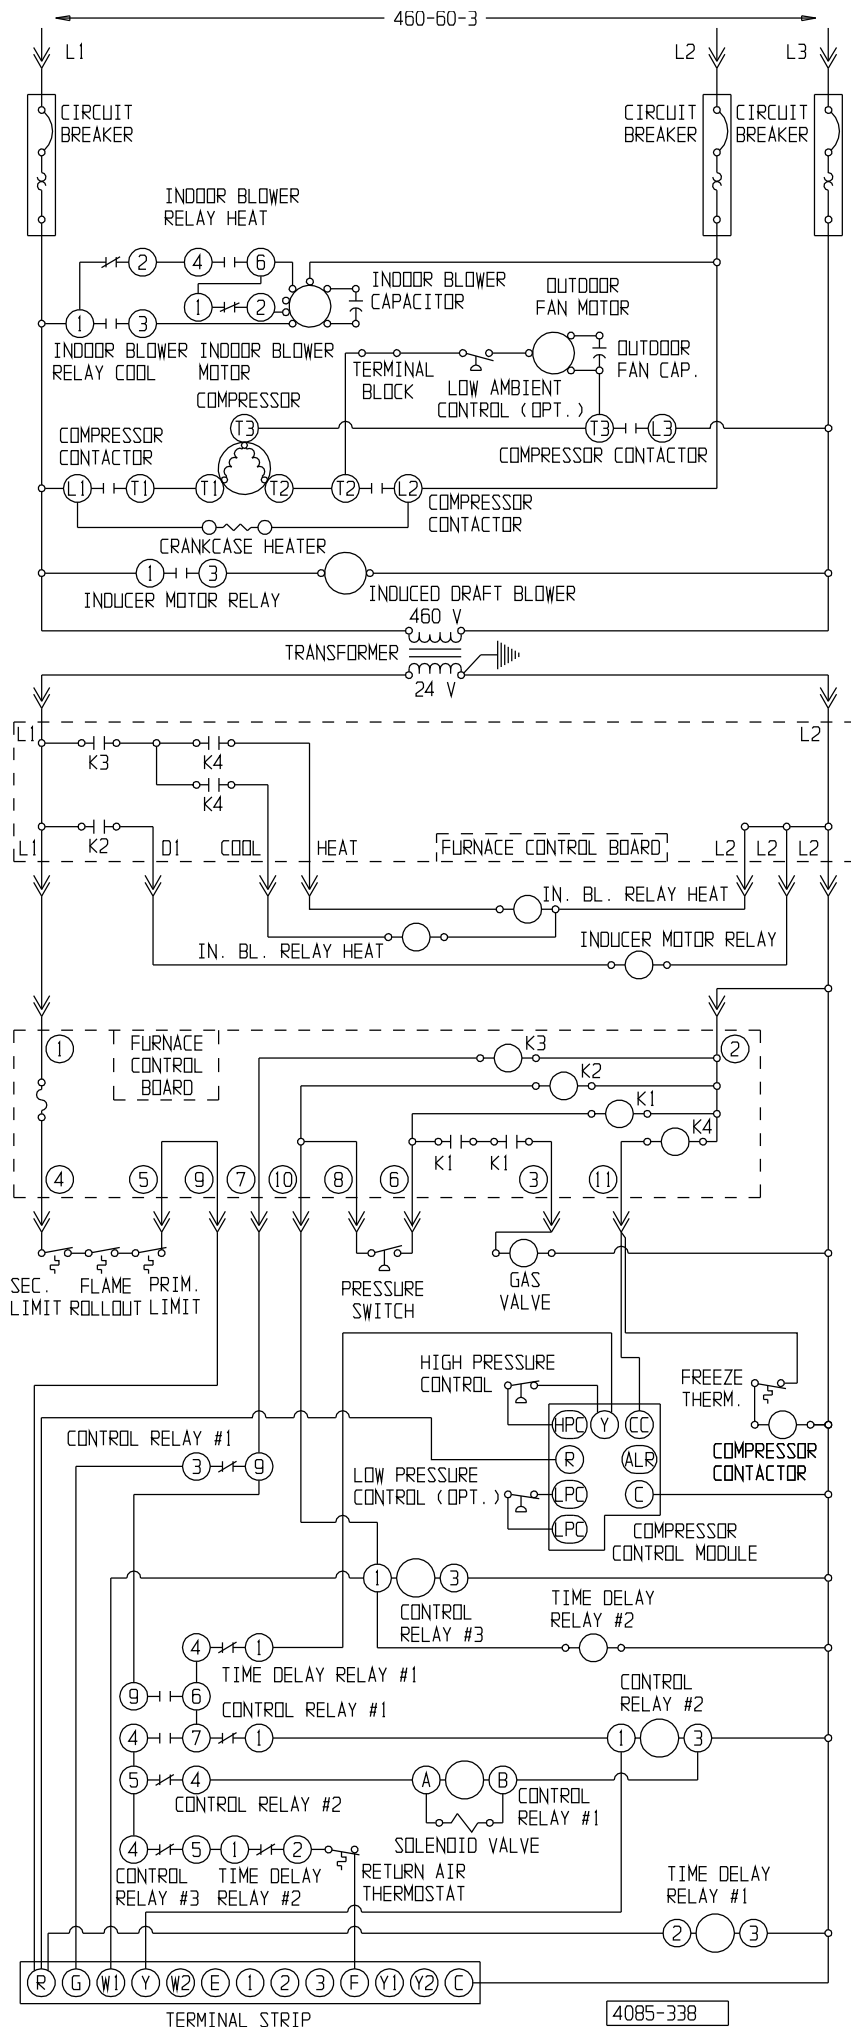 460-60-3
L1
L2
L3
CIRCUIT
BREAKER
CIRCUIT
BREAKER
CIRCUIT
BREAKER
INDOOR BLOWER
RELAY HEAT
2
4
6
INDOOR BLOWER
CAPACITOR
OUTDOOR
FAN MOTOR
1
2
1
3
INDOOR BLOWER
RELAY COOL
INDOOR BLOWER
MOTOR
TERMINAL
BLOCK
LOW AMBIENT
CONTROL (OPT.)
OUTDOOR
FAN CAP.
COMPRESSOR
T3
T3
L3
COMPRESSOR
CONTACTOR
COMPRESSOR CONTACTOR
L1
T1
T1
T2
T2
L2
COMPRESSOR
CONTACTOR
CRANKCASE HEATER
1
3
INDUCER MOTOR RELAY
INDUCED DRAFT BLOWER
460 V
TRANSFORMER
24 V
L1
L2
K3
K4
K4
K2
L1
D1
COOL
HEAT
FURNACE CONTROL BOARD
L2
L2
L2
IN. BL. RELAY HEAT
IN. BL. RELAY HEAT
INDUCER MOTOR RELAY
1
FURNACE
CONTROL
BOARD
2
K3
K2
K1
K4
K1
K1
4
5
9
7
10
8
6
3
11
SEC.
LIMIT
FLAME
ROLLOUT
PRIM.
LIMIT
PRESSURE
SWITCH
GAS
VALVE
HIGH PRESSURE
CONTROL
FREEZE
THERM.
HPC
Y
CC
CONTROL RELAY #1
3
9
R
ALR
COMPRESSOR
CONTACTOR
LOW PRESSURE
CONTROL (OPT.)
LPC
C
LPC
COMPRESSOR
CONTROL MODULE
1
3
CONTROL
RELAY #3
TIME DELAY
RELAY #2
4
1
TIME DELAY RELAY #1
9
6
CONTROL RELAY #1
CONTROL
RELAY #2
4
7
1
1
3
5
4
A
B
CONTROL RELAY #2
CONTROL
RELAY #1
SOLENOID VALVE
4
5
1
2
CONTROL
RELAY #3
TIME DELAY
RELAY #2
RETURN AIR
THERMOSTAT
TIME DELAY
RELAY #1
2
3
R
G
W1
Y
W2
E
1
2
3
F
Y1
Y2
C
TERMINAL STRIP
4085-338